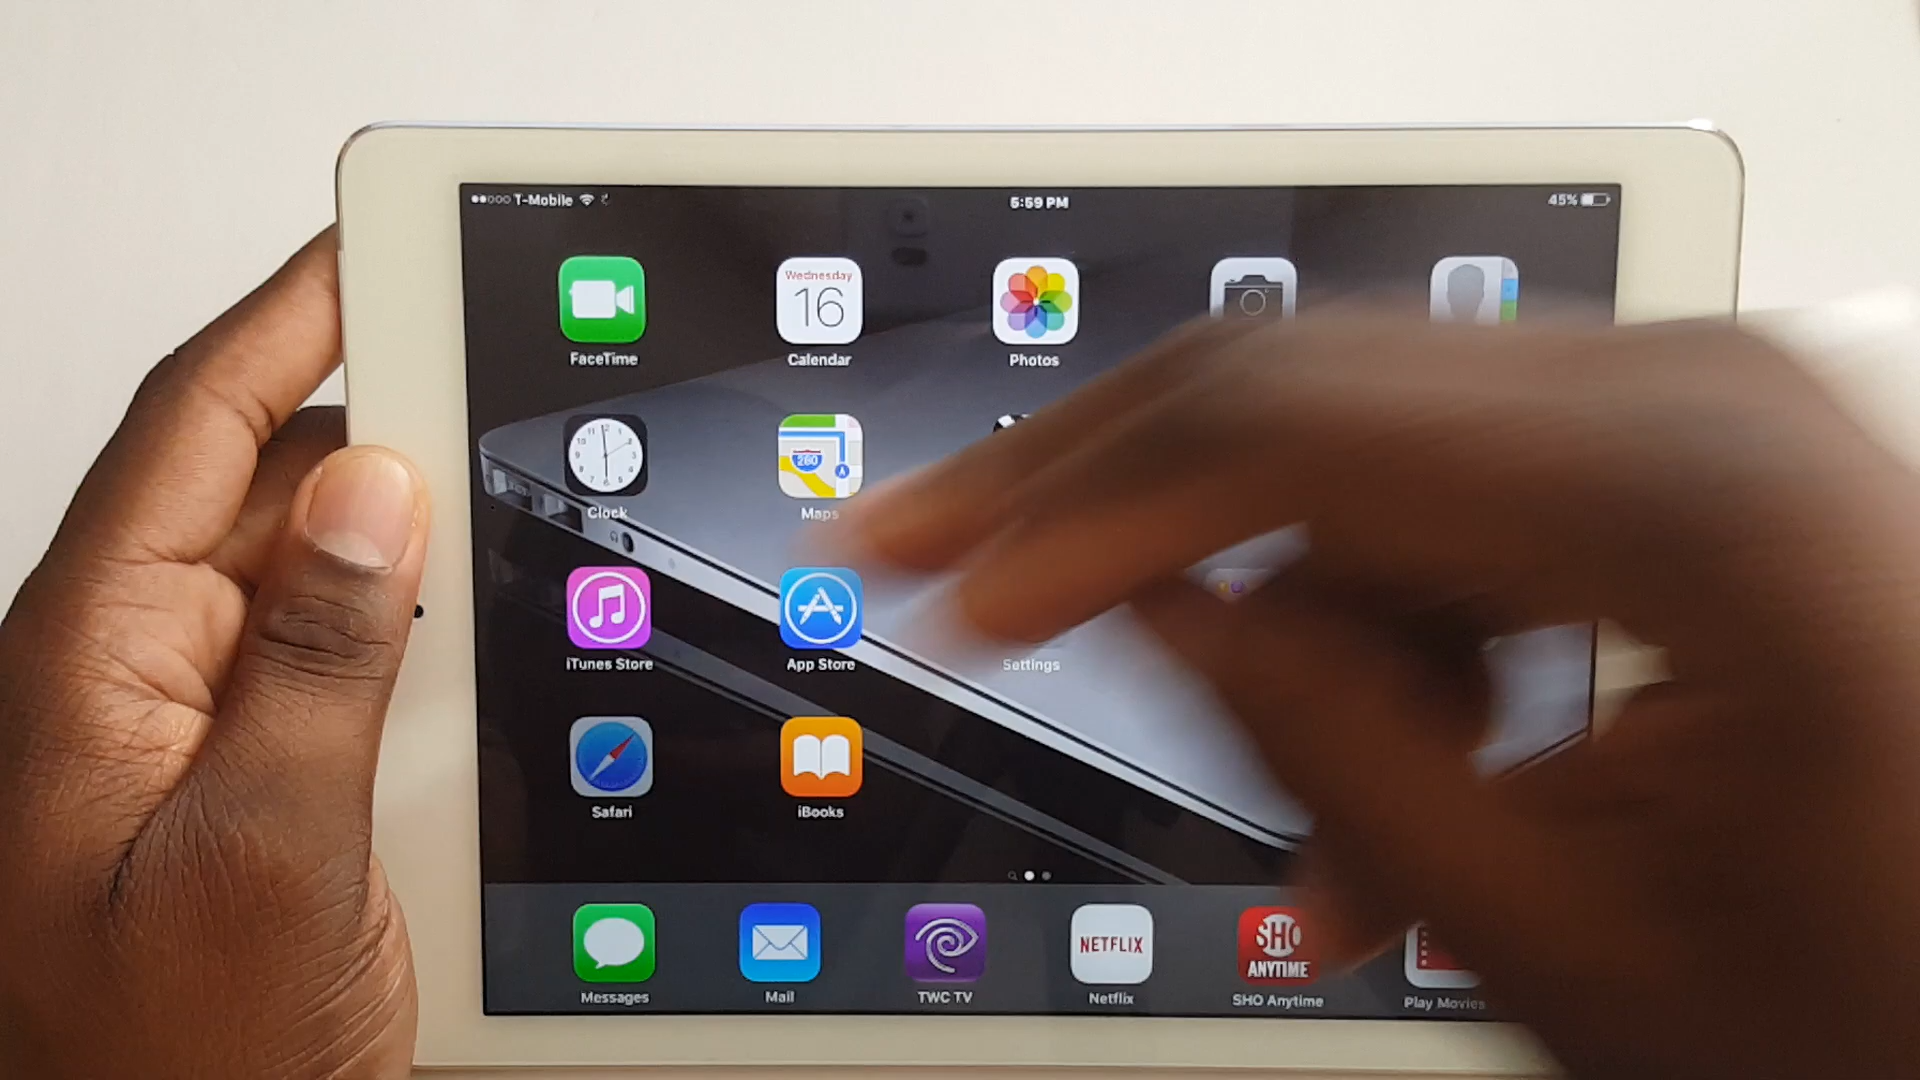 T-Mobile
5:59 PM
45%
Wednesday
16
FaceTime
Calendar
Photos
280
Clock
Maps
iTunes Store
App Store
Settings
Safari
iBooks
NETFLIX
SHO
ANYTIME
Messages
Mail
TWC TV
Netflix
SHO Anytime
Play Movies